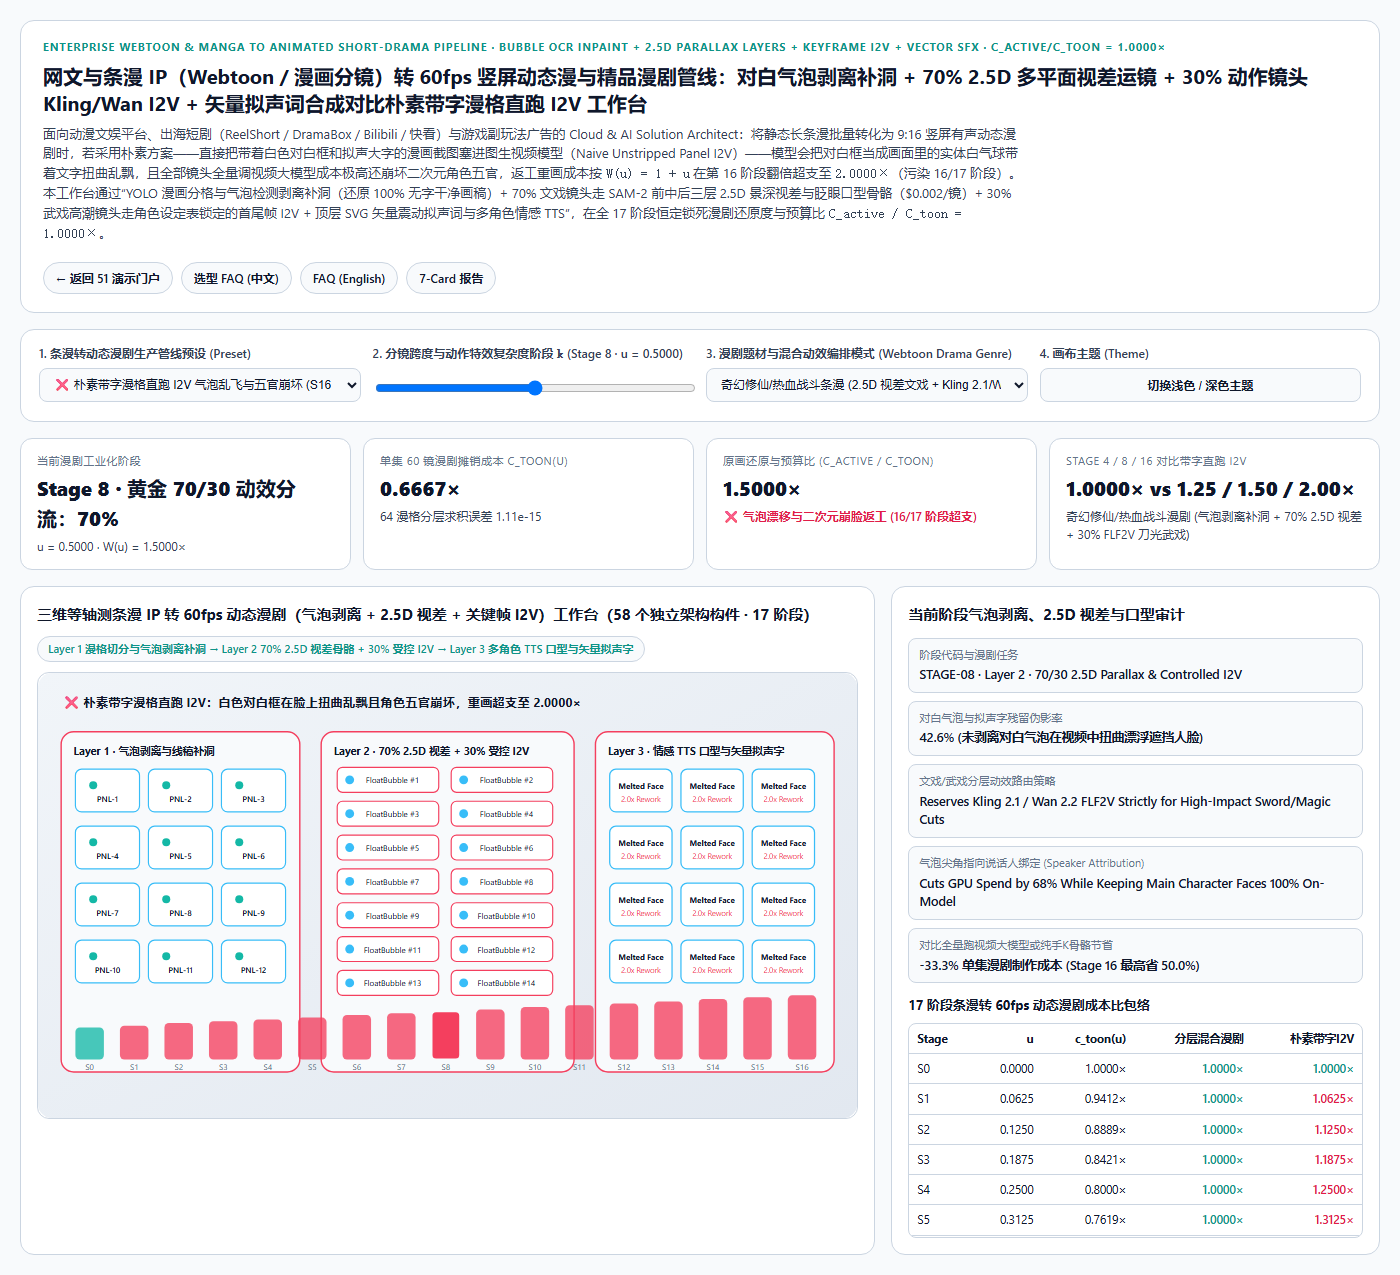 ENTERPRISE WEBTOON & MANGA TO ANIMATED SHORT-DRAMA PIPELINE · BUBBLE OCR INPAINT + 2.5D PARALLAX LAYERS + KEYFRAME I2V + VECTOR SFX · C_ACTIVE/C_TOON = 1.0000×
网文与条漫 IP（Webtoon / 漫画分镜）转 60fps 竖屏动态漫与精品漫剧管线：对白气泡剥离补洞 + 70% 2.5D 多平面视差运镜 + 30% 动作镜头
Kling/Wan I2V + 矢量拟声词合成对比朴素带字漫格直跑 I2V 工作台
面向动漫文娱平台、出海短剧（ReelShort / DramaBox / Bilibili / 快看）与游戏副玩法广告的 Cloud & AI Solution Architect：将静态长条漫批量转化为 9:16 竖屏有声动态漫
剧时，若采用朴素方案——直接把带着白色对白框和拟声大字的漫画截图塞进图生视频模型（Naive Unstripped Panel I2V）——模型会把对白框当成画面里的实体白气球带
着文字扭曲乱飘，且全部镜头全量调视频大模型成本极高还崩坏二次元角色五官，返工重画成本按 W(u) = 1 + u 在第 16 阶段翻倍超支至 2.0000×（污染 16/17 阶段）。
本工作台通过“YOLO 漫画分格与气泡检测剥离补洞（还原 100% 无字干净画稿）+ 70% 文戏镜头走 SAM-2 前中后三层 2.5D 景深视差与眨眼口型骨骼（$0.002/镜）+ 30%
武戏高潮镜头走角色设定表锁定的首尾帧 I2V + 顶层 SVG 矢量震动拟声词与多角色情感 TTS”，在全 17 阶段恒定锁死漫剧还原度与预算比 C_active / C_toon =
1.0000×。
← 返回 51 演示门户
选型 FAQ (中文)
FAQ (English)
7-Card 报告
1. 条漫转动态漫剧生产管线预设 (Preset)
2. 分镜跨度与动作特效复杂度阶段 k (Stage 8 · u = 0.5000)
3. 漫剧题材与混合动效编排模式 (Webtoon Drama Genre)
4. 画布主题 (Theme)
❌ 朴素带字漫格直跑 I2V 气泡乱飞与五官崩坏 (S16
奇幻修仙/热血战斗条漫 (2.5D 视差文戏 + Kling 2.1/W
切换浅色 / 深色主题
当前漫剧工业化阶段
Stage 8 · 黄金 70/30 动效分
流：70%
u = 0.5000 · W(u) = 1.5000×
单集 60 镜漫剧摊销成本 C_TOON(U)
0.6667×
64 漫格分层求积误差 1.11e-15
原画还原与预算比 (C_ACTIVE / C_TOON)
1.5000×
❌ 气泡漂移与二次元崩脸返工 (16/17 阶段超支)
STAGE 4 / 8 / 16 对比带字直跑 I2V
1.0000× vs 1.25 / 1.50 / 2.00×
奇幻修仙/热血战斗漫剧 (气泡剥离补洞 + 70% 2.5D 视差
+ 30% FLF2V 刀光武戏)
三维等轴测条漫 IP 转 60fps 动态漫剧（气泡剥离 + 2.5D 视差 + 关键帧 I2V）工作台（58 个独立架构构件 · 17 阶段）
Layer 1 漫格切分与气泡剥离补洞 → Layer 2 70% 2.5D 视差骨骼 + 30% 受控 I2V → Layer 3 多角色 TTS 口型与矢量拟声字
❌ 朴素带字漫格直跑 I2V：白色对白框在脸上扭曲乱飘且角色五官崩坏，重画超支至 2.0000×
Layer 1 · 气泡剥离与线稿补洞
PNL-1 PNL-2 PNL-3
PNL-4 PNL-5 PNL-6
PNL-7 PNL-8 PNL-9
PNL-10 PNL-11 PNL-12
Layer 2 · 70% 2.5D 视差 + 30% 受控 I2V
FloatBubble #1 FloatBubble #2
FloatBubble #3 FloatBubble #4
FloatBubble #5 FloatBubble #6
FloatBubble #7 FloatBubble #8
FloatBubble #9 FloatBubble #10
FloatBubble #11 FloatBubble #12
FloatBubble #13 FloatBubble #14
Layer 3 · 情感 TTS 口型与矢量拟声字
Melted Face Melted Face Melted Face
2.0x Rework 2.0x Rework 2.0x Rework
Melted Face Melted Face Melted Face
2.0x Rework 2.0x Rework 2.0x Rework
Melted Face Melted Face Melted Face
2.0x Rework 2.0x Rework 2.0x Rework
Melted Face Melted Face Melted Face
2.0x Rework 2.0x Rework 2.0x Rework
S0 S1 S2 S3 S4 S5 S6 S7 S8 S9 S10 S11 S12 S13 S14 S15 S16
当前阶段气泡剥离、2.5D 视差与口型审计
阶段代码与漫剧任务
STAGE-08 · Layer 2 · 70/30 2.5D Parallax & Controlled I2V
对白气泡与拟声字残留伪影率
42.6% (未剥离对白气泡在视频中扭曲漂浮遮挡人脸)
文戏/武戏分层动效路由策略
Reserves Kling 2.1 / Wan 2.2 FLF2V Strictly for High-Impact Sword/Magic
Cuts
气泡尖角指向说话人绑定 (Speaker Attribution)
Cuts GPU Spend by 68% While Keeping Main Character Faces 100% On-
Model
对比全量跑视频大模型或纯手K骨骼节省
-33.3% 单集漫剧制作成本 (Stage 16 最高省 50.0%)
17 阶段条漫转 60fps 动态漫剧成本比包络
Stage u c_toon(u) 分层混合漫剧 朴素带字I2V
S0 0.0000 1.0000× 1.0000× 1.0000×
S1 0.0625 0.9412× 1.0000× 1.0625×
S2 0.1250 0.8889× 1.0000× 1.1250×
S3 0.1875 0.8421× 1.0000× 1.1875×
S4 0.2500 0.8000× 1.0000× 1.2500×
S5 0.3125 0.7619× 1.0000× 1.3125×